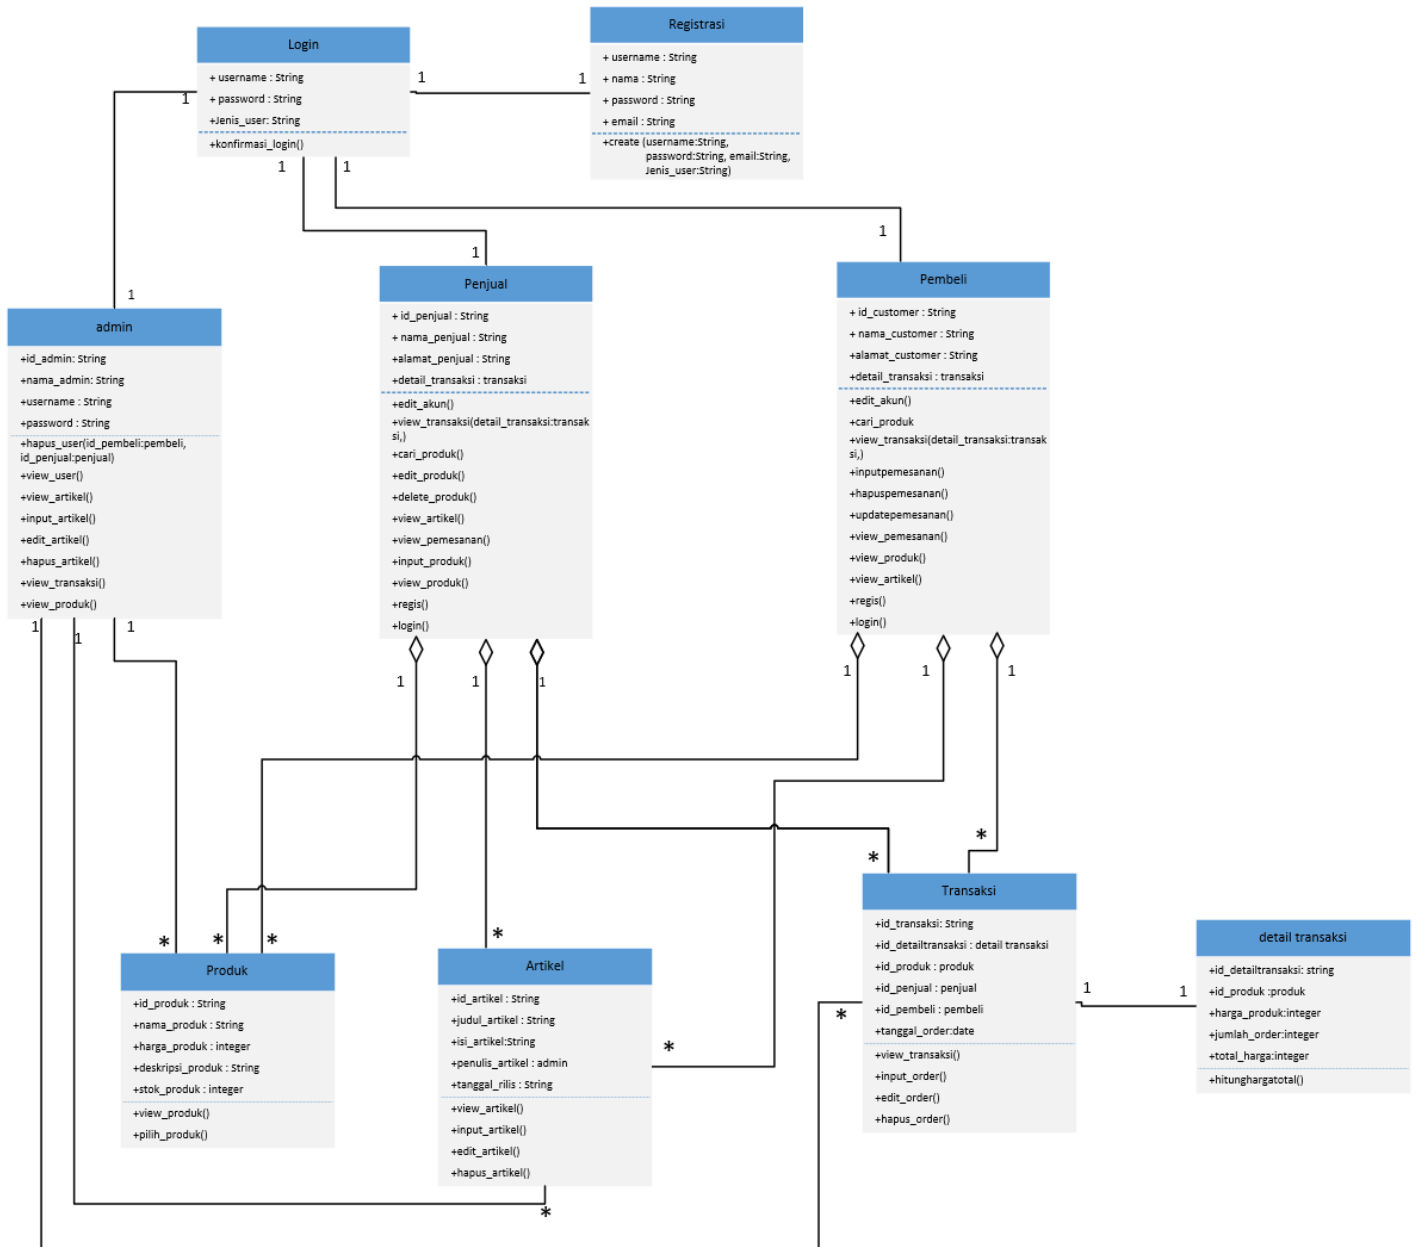 Login
+ username : String
+ password : String
+Jenis_user: String
+konfirmasi_login()
1
1
1
1
1
Registrasi
+ username : String
+ nama : String
+ password : String
+ email : String
+create (username:String,
password:String, email:String,
Jenis_user:String)
1
admin
+id_admin: String
+nama_admin: String
+username : String
+password : String
+hapus_user(id_pembeli:pembeli,
id_penjual:penjual)
+view_user()
+view_artikel()
+input_artikel()
+edit_artikel()
+hapus_artikel()
+view_transaksi()
+view_produk()
1
1
1
1
Penjual
+ id_penjual : String
+ nama_penjual : String
+alamat_penjual : String
+detail_transaksi : transaksi
+edit_akun()
+view_transaksi(detail_transaksi:transak
si,)
+cari_produk()
+edit_produk()
+delete_produk()
+view_artikel()
+view_pemesanan()
+input_produk()
+view_produk()
+regis()
+login()
1
1
1
1
Pembeli
+ id_customer : String
+ nama_customer : String
+alamat_customer : String
+detail_transaksi : transaksi
+edit_akun()
+cari_produk
+view_transaksi(detail_transaksi:transak
si,)
+inputpemesanan()
+hapuspemesanan()
+updatepemesanan()
+view_pemesanan()
+view_produk()
+view_artikel()
+regis()
+login()
1
1
1
* * *
Produk
+id_produk : String
+nama_produk : String
+harga_produk : integer
+deskripsi_produk : String
+stok_produk : integer
+view_produk()
+pilih_produk()
*
Artikel
+id_artikel : String
+judul_artikel : String
+isi_artikel:String
+penulis_artikel : admin
+tanggal_rilis : String
+view_artikel()
+input_artikel()
+edit_artikel()
+hapus_artikel()
*
*
* *
Transaksi
+id_transaksi: String
+id_detailtransaksi : detail transaksi
+id_produk : produk
+id_penjual : penjual
+id_pembeli : pembeli
+tanggal_order:date
+view_transaksi()
+input_order()
+edit_order()
+hapus_order()
*
1
1
detail transaksi
+id_detailtransaksi: string
+id_produk :produk
+harga_produk:integer
+jumlah_order:integer
+total_harga:integer
+hitunghargatotal()